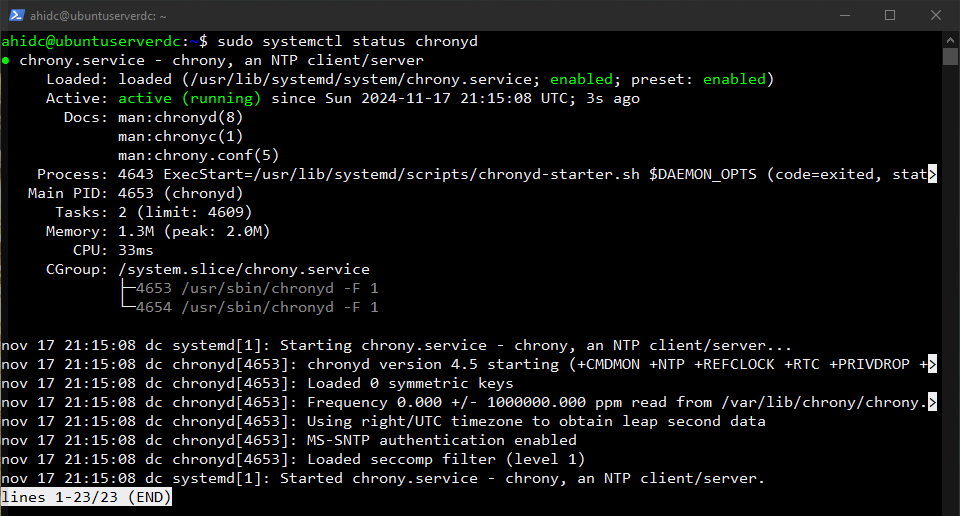 ahidc@ubuntuserverdc: ~
ahidc@ubuntuserverdc:~$ sudo systemctl status chronyd
● chrony.service - chrony, an NTP client/server
     Loaded: loaded (/usr/lib/systemd/system/chrony.service; enabled; preset: enabled)
     Active: active (running) since Sun 2024-11-17 21:15:08 UTC; 3s ago
       Docs: man:chronyd(8)
             man:chronyc(1)
             man:chrony.conf(5)
    Process: 4643 ExecStart=/usr/lib/systemd/scripts/chronyd-starter.sh $DAEMON_OPTS (code=exited, stat>
   Main PID: 4653 (chronyd)
      Tasks: 2 (limit: 4609)
     Memory: 1.3M (peak: 2.0M)
        CPU: 33ms
     CGroup: /system.slice/chrony.service
             ├─4653 /usr/sbin/chronyd -F 1
             └─4654 /usr/sbin/chronyd -F 1
nov 17 21:15:08 dc systemd[1]: Starting chrony.service - chrony, an NTP client/server...
nov 17 21:15:08 dc chronyd[4653]: chronyd version 4.5 starting (+CMDMON +NTP +REFCLOCK +RTC +PRIVDROP +>
nov 17 21:15:08 dc chronyd[4653]: Loaded 0 symmetric keys
nov 17 21:15:08 dc chronyd[4653]: Frequency 0.000 +/- 1000000.000 ppm read from /var/lib/chrony/chrony.>
nov 17 21:15:08 dc chronyd[4653]: Using right/UTC timezone to obtain leap second data
nov 17 21:15:08 dc chronyd[4653]: MS-SNTP authentication enabled
nov 17 21:15:08 dc chronyd[4653]: Loaded seccomp filter (level 1)
nov 17 21:15:08 dc systemd[1]: Started chrony.service - chrony, an NTP client/server.
lines 1-23/23 (END)